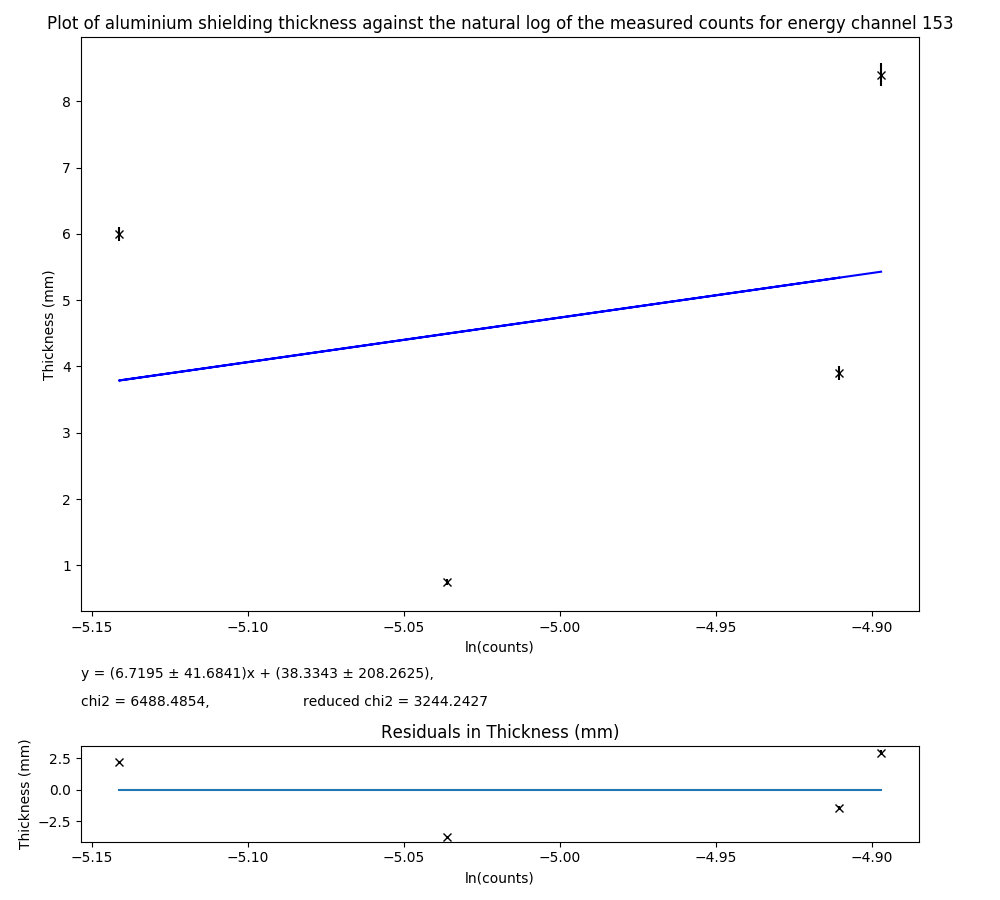 Plot of aluminium shielding thickness against the natural log of the measured counts for energy channel 153
8
7
6
5
4
3
2
1
Thickness (mm)
−5.15 −5.10 −5.05 −5.00 −4.95 −4.90
ln(counts)
y = (6.7195 ± 41.6841)x + (38.3343 ± 208.2625),
chi2 = 6488.4854, reduced chi2 = 3244.2427
Residuals in Thickness (mm)
2.5
0.0
−2.5
Thickness (mm)
−5.15 −5.10 −5.05 −5.00 −4.95 −4.90
ln(counts)